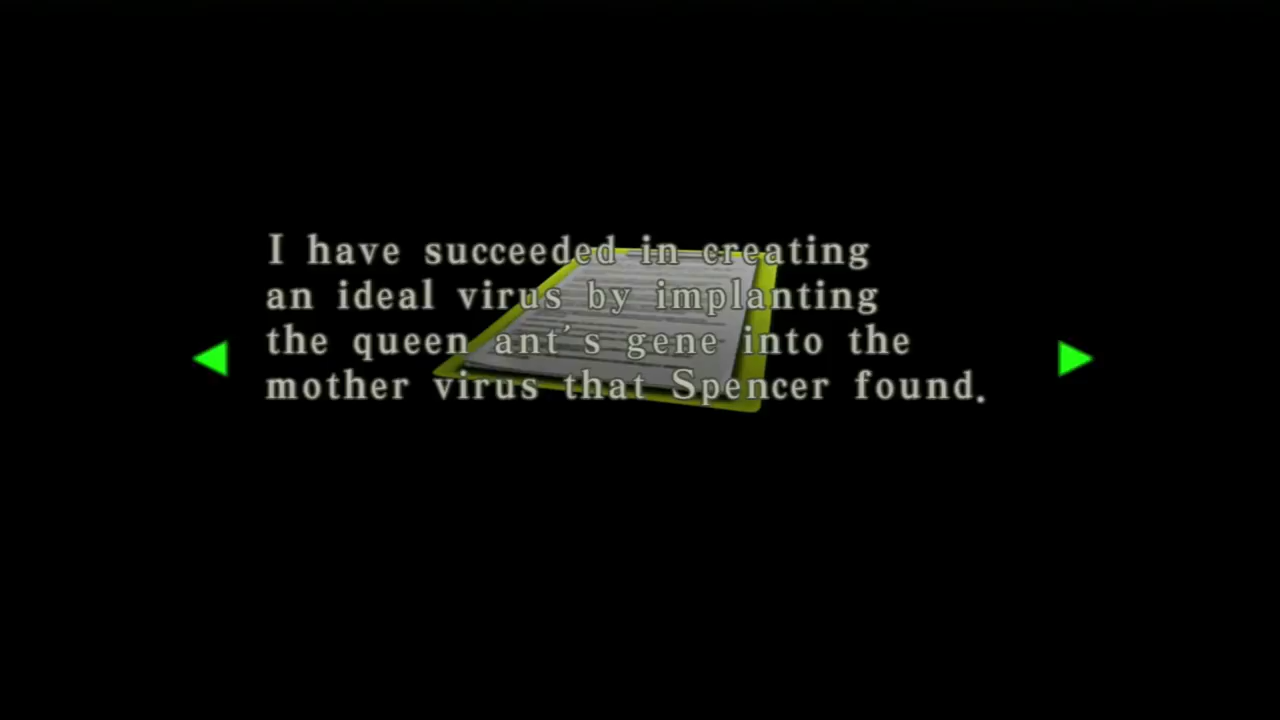 I have succeeded in creating
an ideal virus by implanting
the queen ant's gene into the
mother virus that Spencer found.